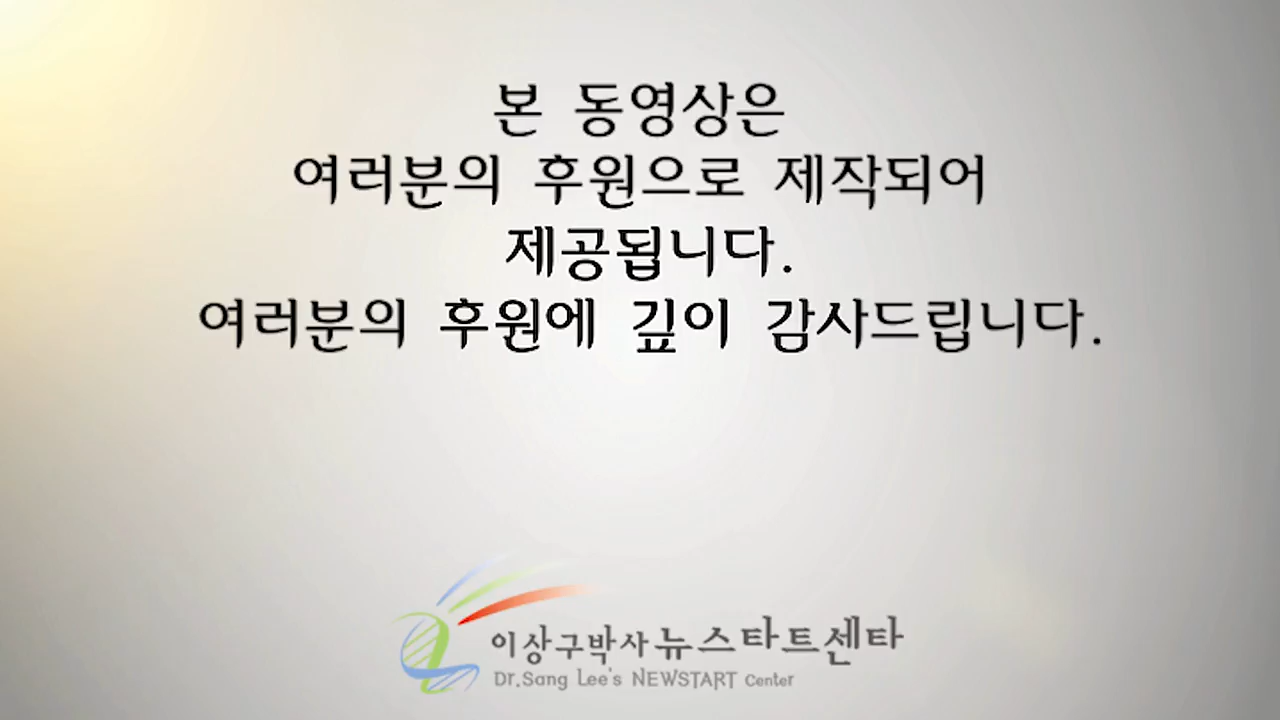 본 동영상은
여러분의 후원으로 제작되어
제공됩니다.
여러분의 후원에 깊이 감사드립니다.
이상구박사 뉴스타트센타
Dr.Sang Lee's NEWSTART Center